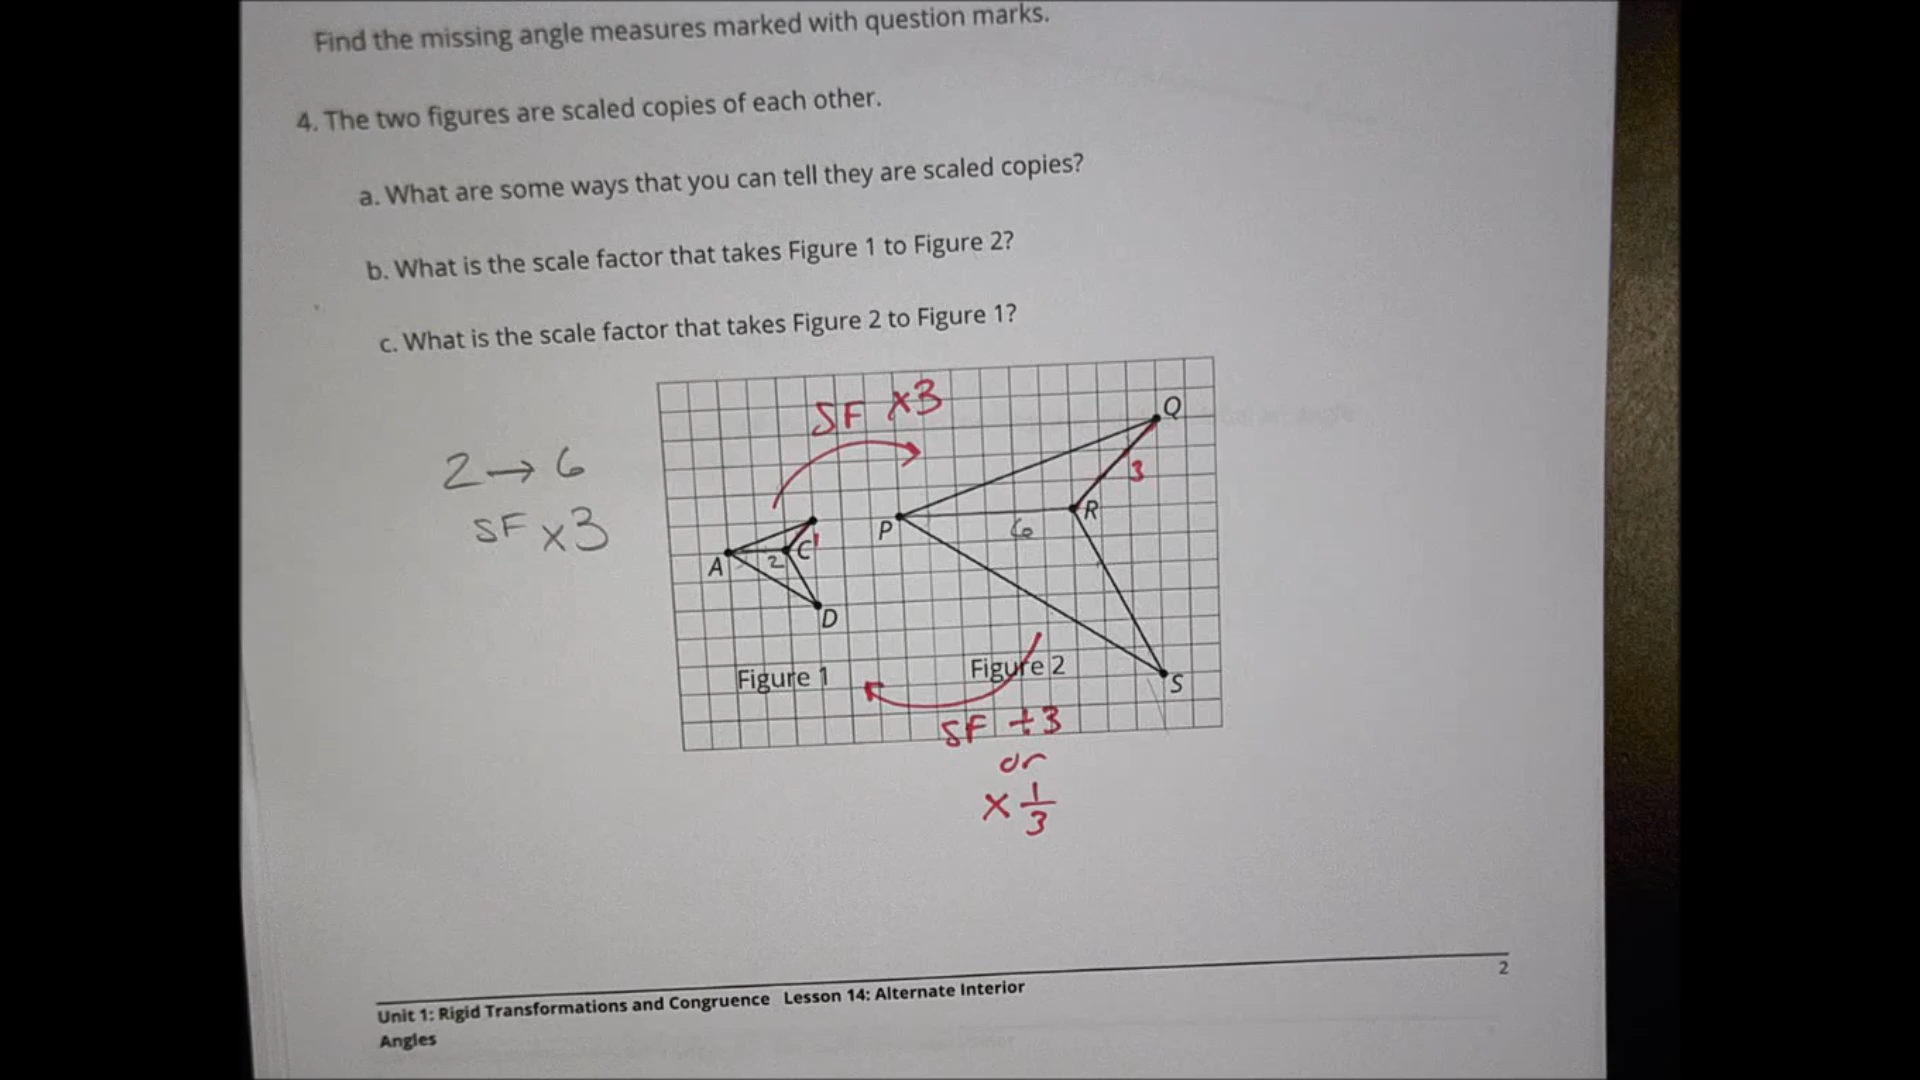 Find the missing angle measures marked with question marks.
4. The two figures are scaled copies of each other.
a. What are some ways that you can tell they are scaled copies?
b. What is the scale factor that takes Figure 1 to Figure 2?
c. What is the scale factor that takes Figure 2 to Figure 1?
SF ×3
Q
2 → 6
3
SF ×3
P
R
6
C
1
A
2
D
Figure 1
Figure 2
S
SF ÷3
or
× 1/3
2
Unit 1: Rigid Transformations and Congruence Lesson 14: Alternate Interior
Angles